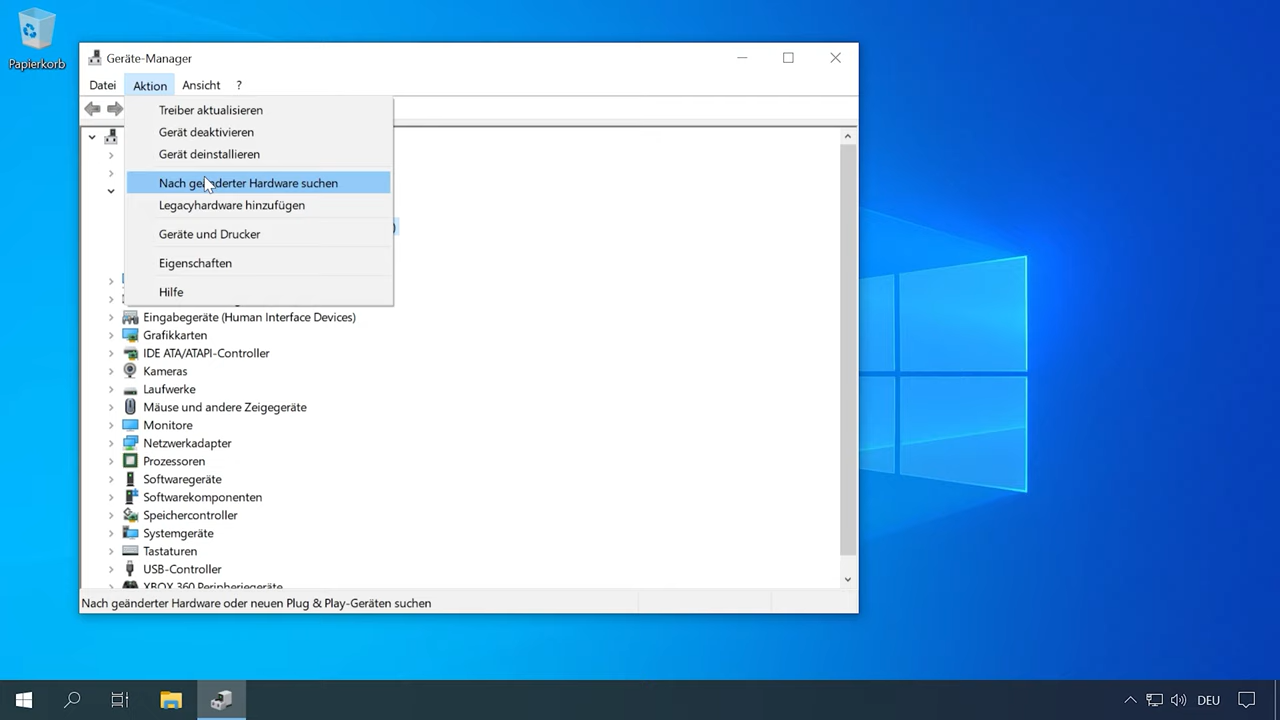 Papierkorb
Geräte-Manager
Datei Aktion Ansicht ?
Treiber aktualisieren
Gerät deaktivieren
Gerät deinstallieren
Nach geänderter Hardware suchen
Legacyhardware hinzufügen
Geräte und Drucker
Eigenschaften
Hilfe
Eingabegeräte (Human Interface Devices)
Grafikkarten
IDE ATA/ATAPI-Controller
Kameras
Laufwerke
Mäuse und andere Zeigegeräte
Monitore
Netzwerkadapter
Prozessoren
Softwaregeräte
Softwarekomponenten
Speichercontroller
Systemgeräte
Tastaturen
USB-Controller
XBOX 360 Peripheriegeräte
Nach geänderter Hardware oder neuen Plug & Play-Geräten suchen
DEU